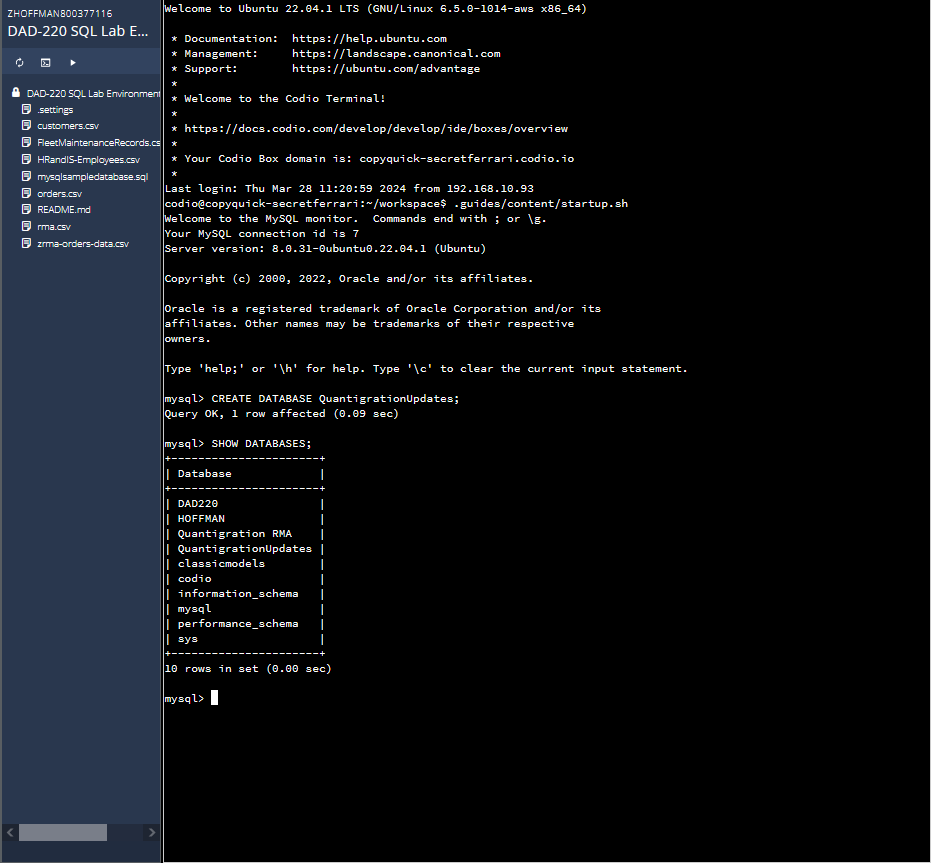 ZHOFFMAN800377116
DAD-220 SQL Lab E...
DAD-220 SQL Lab Environment
.settings
customers.csv
FleetMaintenanceRecords.cs
HRandIS-Employees.csv
mysqlsampledatabase.sql
orders.csv
README.md
rma.csv
zrma-orders-data.csv
Welcome to Ubuntu 22.04.1 LTS (GNU/Linux 6.5.0-1014-aws x86_64)
* Documentation:  https://help.ubuntu.com
* Management:     https://landscape.canonical.com
* Support:        https://ubuntu.com/advantage
*
* Welcome to the Codio Terminal!
*
* https://docs.codio.com/develop/develop/ide/boxes/overview
*
* Your Codio Box domain is: copyquick-secretferrari.codio.io
*
Last login: Thu Mar 28 11:20:59 2024 from 192.168.10.93
codio@copyquick-secretferrari:~/workspace$ .guides/content/startup.sh
Welcome to the MySQL monitor.  Commands end with ; or \g.
Your MySQL connection id is 7
Server version: 8.0.31-0ubuntu0.22.04.1 (Ubuntu)
Copyright (c) 2000, 2022, Oracle and/or its affiliates.
Oracle is a registered trademark of Oracle Corporation and/or its
affiliates. Other names may be trademarks of their respective
owners.
Type 'help;' or '\h' for help. Type '\c' to clear the current input statement.
mysql> CREATE DATABASE QuantigrationUpdates;
Query OK, 1 row affected (0.09 sec)
mysql> SHOW DATABASES;
+----------------------+
| Database             |
+----------------------+
| DAD220               |
| HOFFMAN              |
| Quantigration RMA    |
| QuantigrationUpdates |
| classicmodels        |
| codio                |
| information_schema   |
| mysql                |
| performance_schema   |
| sys                  |
+----------------------+
10 rows in set (0.00 sec)
mysql>